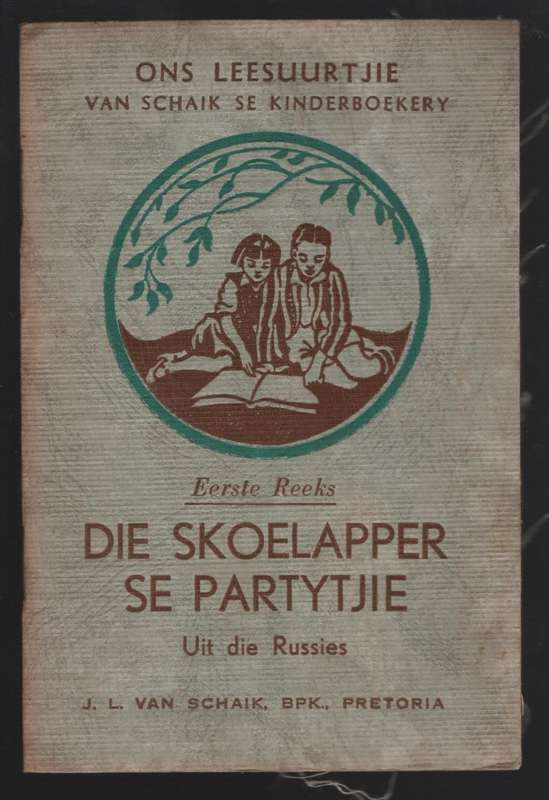 ONS LEESUURTJIE
VAN SCHAIK SE KINDERBOEKERY
Eerste Reeks
DIE SKOELAPPER
SE PARTYTJIE
Uit die Russies
J. L. VAN SCHAIK, BPK., PRETORIA